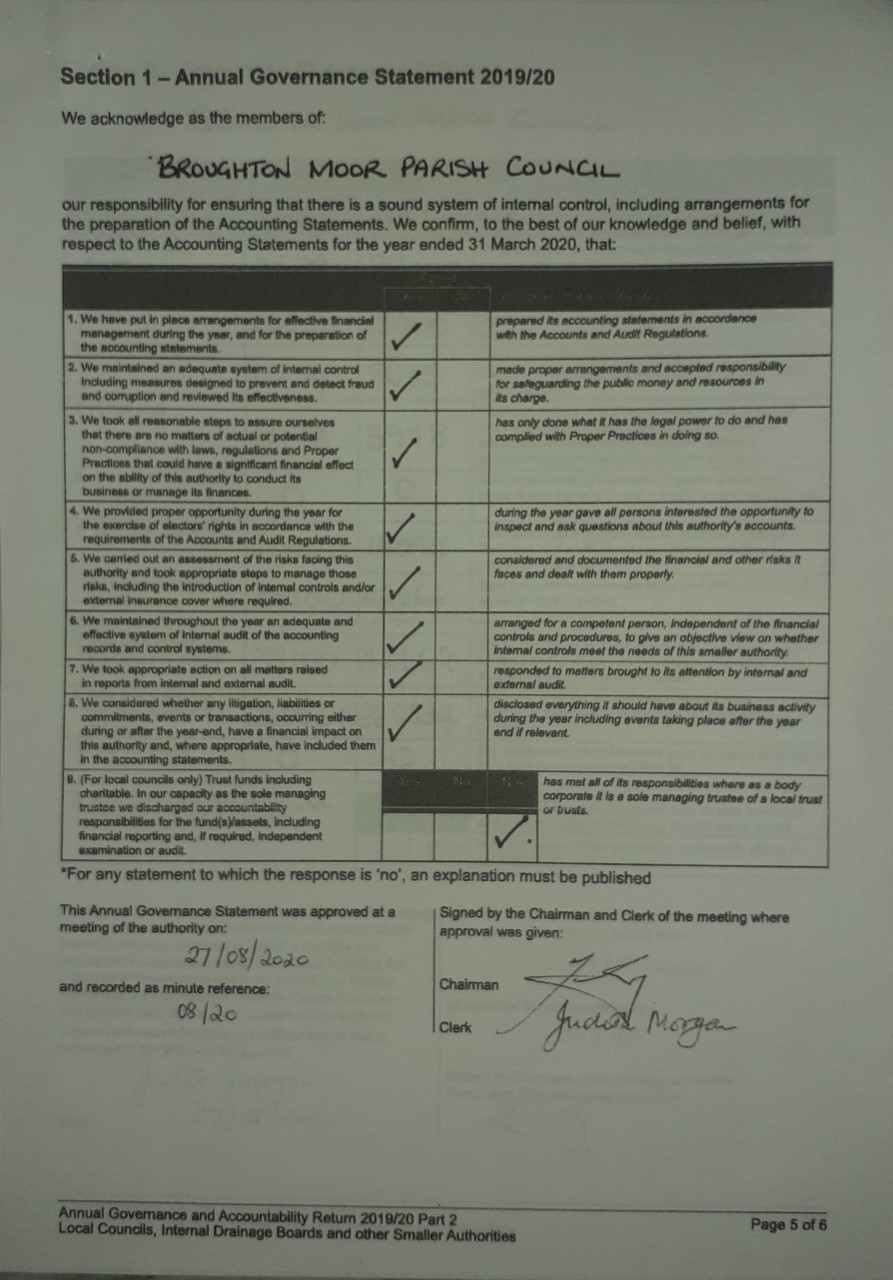 Section 1 – Annual Governance Statement 2019/20
We acknowledge as the members of:
BROUGHTON MOOR PARISH COUNCIL
our responsibility for ensuring that there is a sound system of internal control, including arrangements for
the preparation of the Accounting Statements. We confirm, to the best of our knowledge and belief, with
respect to the Accounting Statements for the year ended 31 March 2020, that:
1. We have put in place arrangements for effective financial
management during the year, and for the preparation of
the accounting statements.
prepared its accounting statements in accordance
with the Accounts and Audit Regulations.
2. We maintained an adequate system of internal control
including measures designed to prevent and detect fraud
and corruption and reviewed its effectiveness.
made proper arrangements and accepted responsibility
for safeguarding the public money and resources in
its charge.
3. We took all reasonable steps to assure ourselves
that there are no matters of actual or potential
non-compliance with laws, regulations and Proper
Practices that could have a significant financial effect
on the ability of this authority to conduct its
business or manage its finances.
has only done what it has the legal power to do and has
complied with Proper Practices in doing so.
4. We provided proper opportunity during the year for
the exercise of electors' rights in accordance with the
requirements of the Accounts and Audit Regulations.
during the year gave all persons interested the opportunity to
inspect and ask questions about this authority's accounts.
5. We carried out an assessment of the risks facing this
authority and took appropriate steps to manage those
risks, including the introduction of internal controls and/or
external insurance cover where required.
considered and documented the financial and other risks it
faces and dealt with them properly.
6. We maintained throughout the year an adequate and
effective system of internal audit of the accounting
records and control systems.
arranged for a competent person, independent of the financial
controls and procedures, to give an objective view on whether
internal controls meet the needs of this smaller authority.
7. We took appropriate action on all matters raised
in reports from internal and external audit.
responded to matters brought to its attention by internal and
external audit.
8. We considered whether any litigation, liabilities or
commitments, events or transactions, occurring either
during or after the year-end, have a financial impact on
this authority and, where appropriate, have included them
in the accounting statements.
disclosed everything it should have about its business activity
during the year including events taking place after the year
end if relevant.
9. (For local councils only) Trust funds including
charitable. In our capacity as the sole managing
trustee we discharged our accountability
responsibilities for the fund(s)/assets, including
financial reporting and, if required, independent
examination or audit.
Yes No N/A
has met all of its responsibilities where as a body
corporate it is a sole managing trustee of a local trust
or trusts.
*For any statement to which the response is 'no', an explanation must be published
This Annual Governance Statement was approved at a
meeting of the authority on:
27/08/2020
and recorded as minute reference:
08/20
Signed by the Chairman and Clerk of the meeting where
approval was given:
Chairman
Clerk Judith Morgan
Annual Governance and Accountability Return 2019/20 Part 2
Local Councils, Internal Drainage Boards and other Smaller Authorities
Page 5 of 6